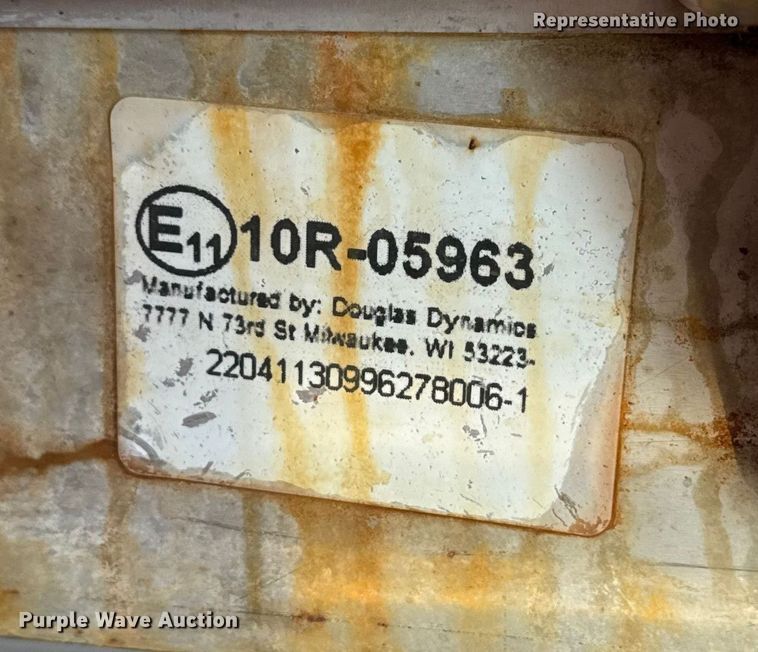 Representative Photo
E11 10R-05963
Manufactured by: Douglas Dynamics
7777 N 73rd St Milwaukee, WI 53223-
22041130996278006-1
Purple Wave Auction